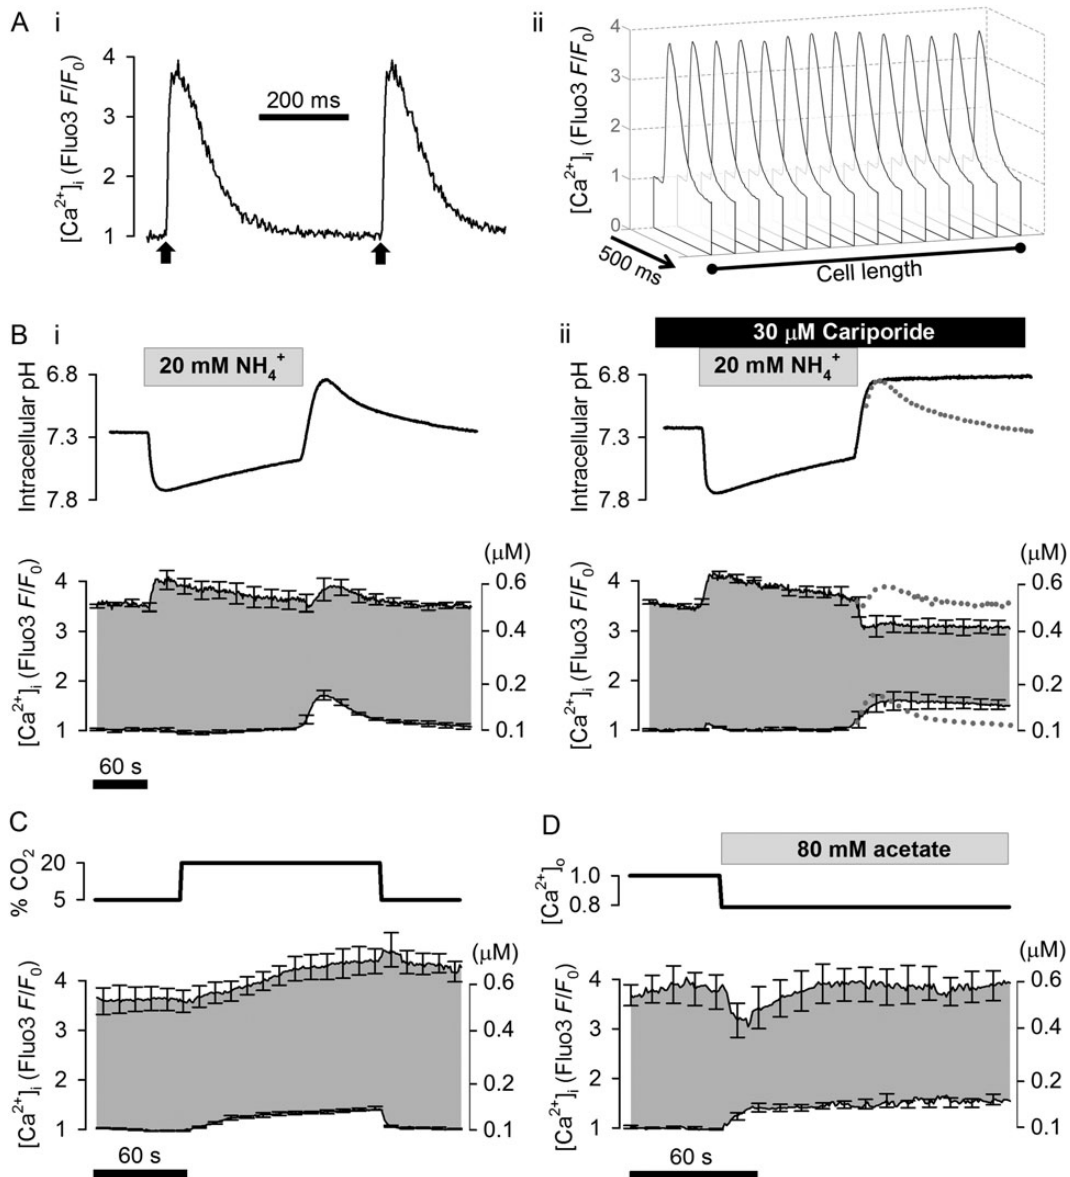 A i
[Ca²⁺]ᵢ (Fluo3 F/F₀)
4
3
2
1
200 ms
ii
[Ca²⁺]ᵢ (Fluo3 F/F₀)
4
3
2
1
0
500 ms
Cell length
B i
20 mM NH₄⁺
Intracellular pH
6.8
7.3
7.8
[Ca²⁺]ᵢ (Fluo3 F/F₀)
4
3
2
1
(μM)
0.6
0.4
0.2
0.1
60 s
ii
30 μM Cariporide
20 mM NH₄⁺
Intracellular pH
6.8
7.3
7.8
[Ca²⁺]ᵢ (Fluo3 F/F₀)
4
3
2
1
(μM)
0.6
0.4
0.2
0.1
C
% CO₂
20
5
[Ca²⁺]ᵢ (Fluo3 F/F₀)
4
3
2
1
(μM)
0.6
0.4
0.2
0.1
60 s
D
80 mM acetate
[Ca²⁺]ₒ
1.0
0.8
[Ca²⁺]ᵢ (Fluo3 F/F₀)
4
3
2
1
(μM)
0.6
0.4
0.2
0.1
60 s